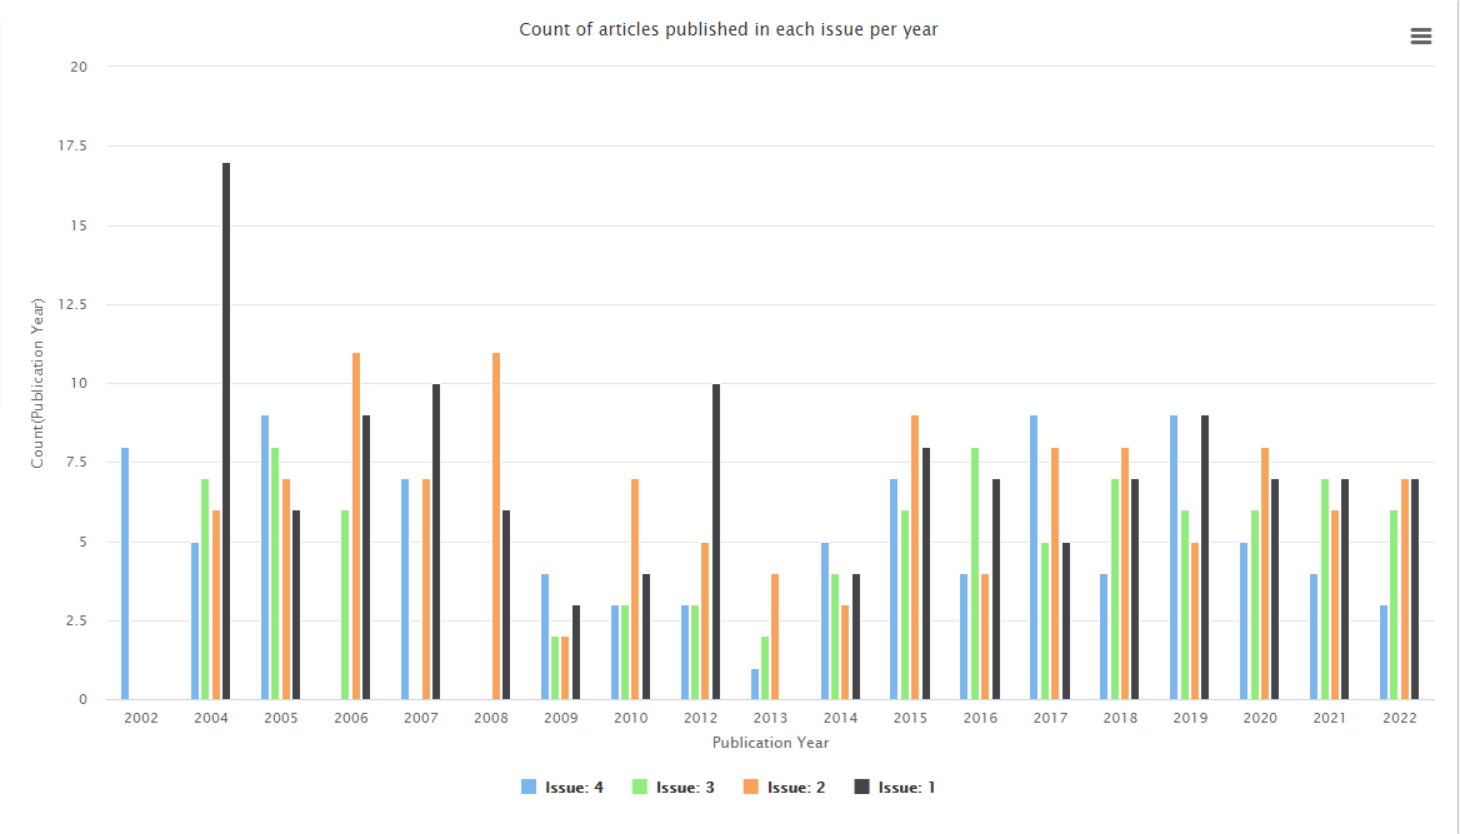 Count of articles published in each issue per year
20
17.5
15
12.5
10
7.5
5
2.5
0
Count(Publication Year)
2002 2004 2005 2006 2007 2008 2009 2010 2012 2013 2014 2015 2016 2017 2018 2019 2020 2021 2022
Publication Year
Issue: 4 Issue: 3 Issue: 2 Issue: 1